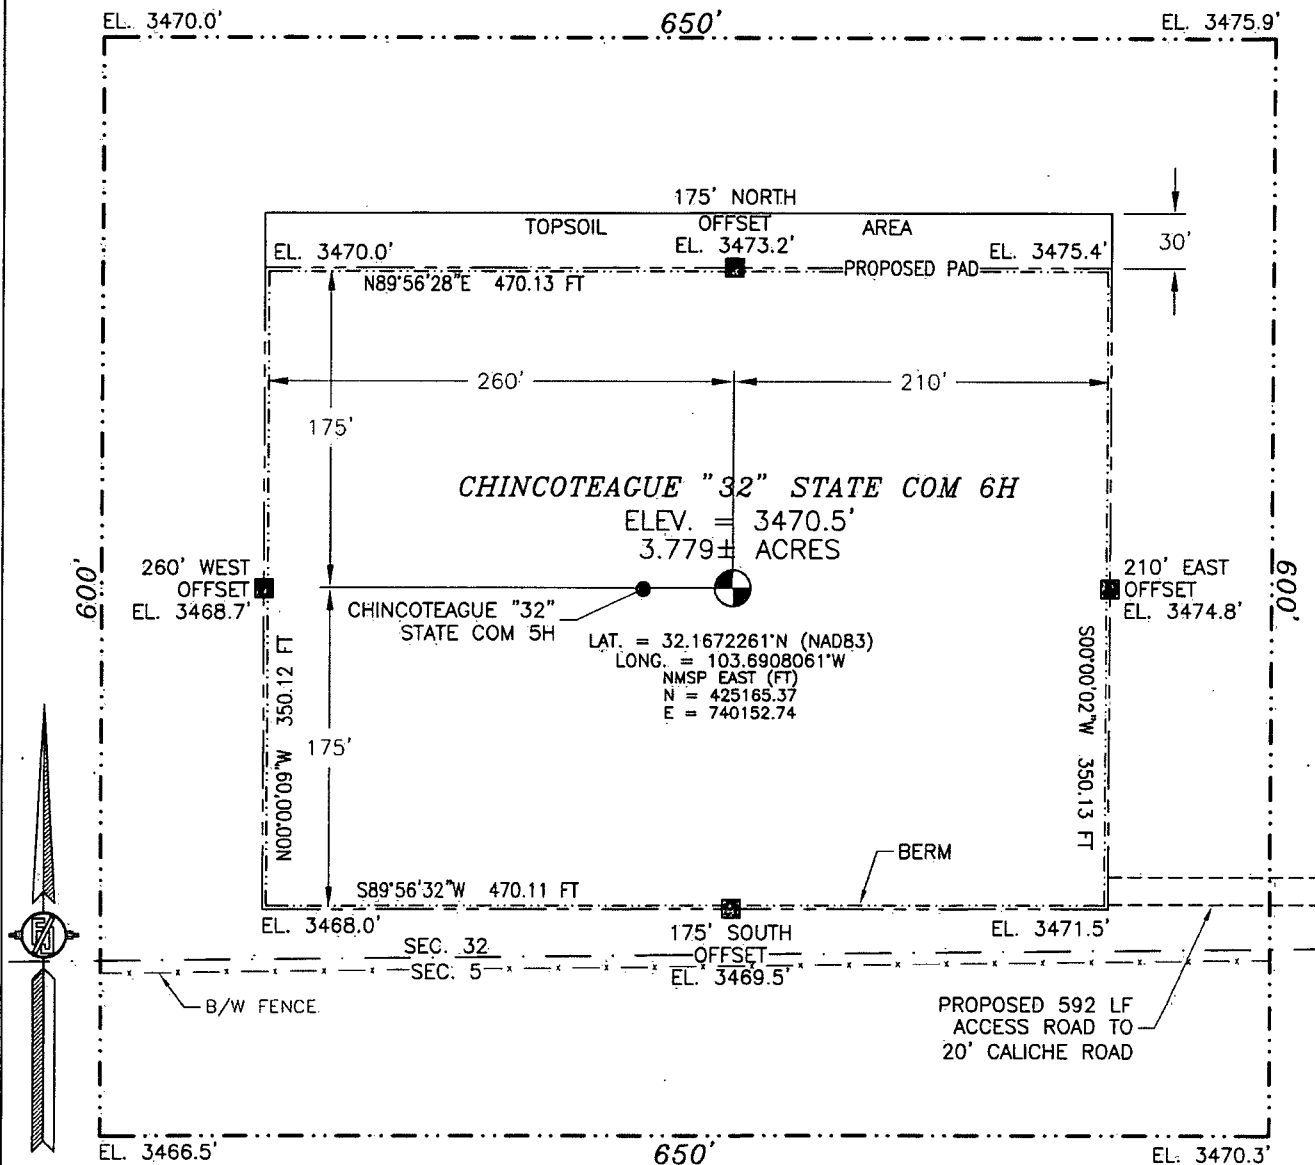 EL. 3470.0'
650'
EL. 3475.9'
175' NORTH
OFFSET
EL. 3473.2'
TOPSOIL
AREA
30'
EL. 3470.0'
EL. 3475.4'
PROPOSED PAD
N89°56'28"E 470.13 FT
260'
210'
175'
CHINCOTEAGUE "32" STATE COM 6H
ELEV. = 3470.5'
3.779± ACRES
600'
260' WEST
OFFSET
EL. 3468.7'
210' EAST
OFFSET
EL. 3474.8'
600'
CHINCOTEAGUE "32"
STATE COM 5H
LAT. = 32.1672261°N (NAD83)
LONG. = 103.6908061°W
NMSP EAST (FT)
N = 425165.37
E = 740152.74
N00°00'09"W 350.12 FT
S00°00'02"W 350.13 FT
175'
BERM
S89°56'32"W 470.11 FT
EL. 3468.0'
175' SOUTH
OFFSET
EL. 3469.5'
EL. 3471.5'
SEC. 32
SEC. 5
B/W FENCE
PROPOSED 592 LF
ACCESS ROAD TO
20' CALICHE ROAD
EL. 3466.5'
650'
EL. 3470.3'